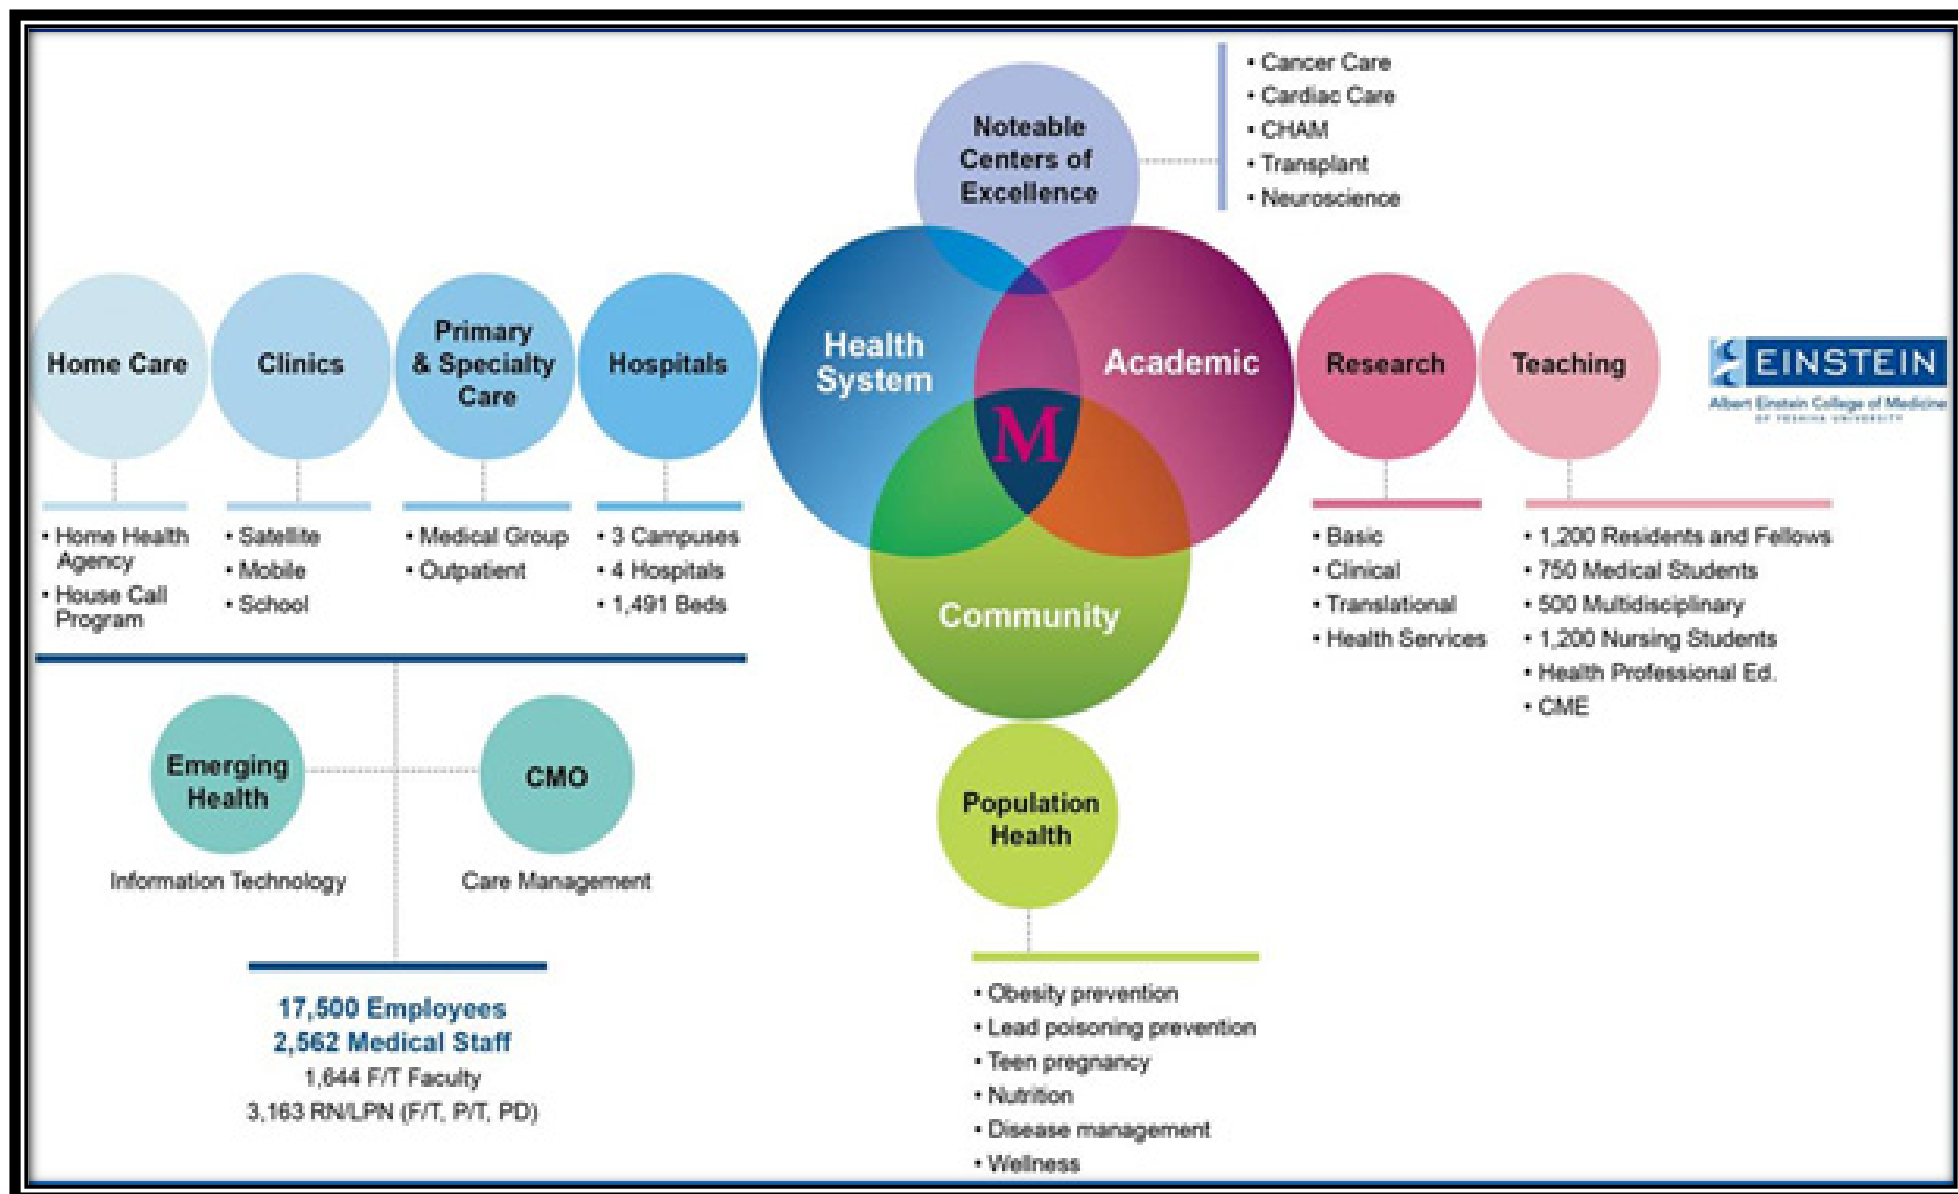 Noteable
Centers of
Excellence
• Cancer Care
• Cardiac Care
• CHAM
• Transplant
• Neuroscience
Home Care
Clinics
Primary
& Specialty
Care
Hospitals
Health
System
Academic
Research
Teaching
EINSTEIN
Albert Einstein College of Medicine
OF YESHIVA UNIVERSITY
M
• Home Health
Agency
• House Call
Program
• Satellite
• Mobile
• School
• Medical Group
• Outpatient
• 3 Campuses
• 4 Hospitals
• 1,491 Beds
Community
• Basic
• Clinical
• Translational
• Health Services
• 1,200 Residents and Fellows
• 750 Medical Students
• 500 Multidisciplinary
• 1,200 Nursing Students
• Health Professional Ed.
• CME
Emerging
Health
Information Technology
CMO
Care Management
Population
Health
17,500 Employees
2,562 Medical Staff
1,644 F/T Faculty
3,163 RN/LPN (F/T, P/T, PD)
• Obesity prevention
• Lead poisoning prevention
• Teen pregnancy
• Nutrition
• Disease management
• Wellness